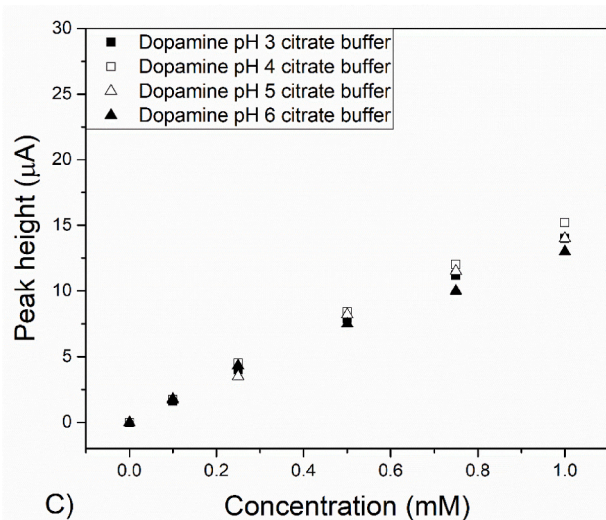 30
25
20
15
10
5
0
Peak height (μA)
Dopamine pH 3 citrate buffer
Dopamine pH 4 citrate buffer
Dopamine pH 5 citrate buffer
Dopamine pH 6 citrate buffer
0.0 0.2 0.4 0.6 0.8 1.0
C) Concentration (mM)